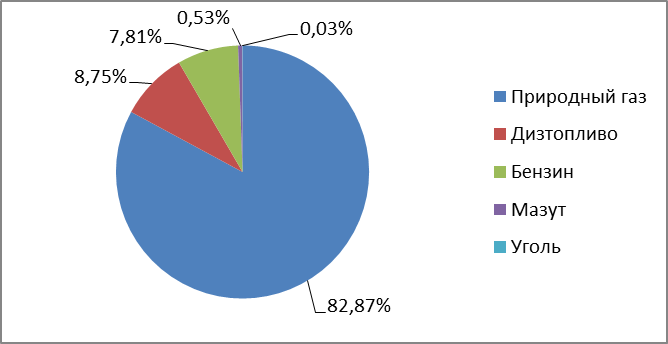 0,53%
0,03%
7,81%
8,75%
82,87%
Природный газ
Дизтопливо
Бензин
Мазут
Уголь